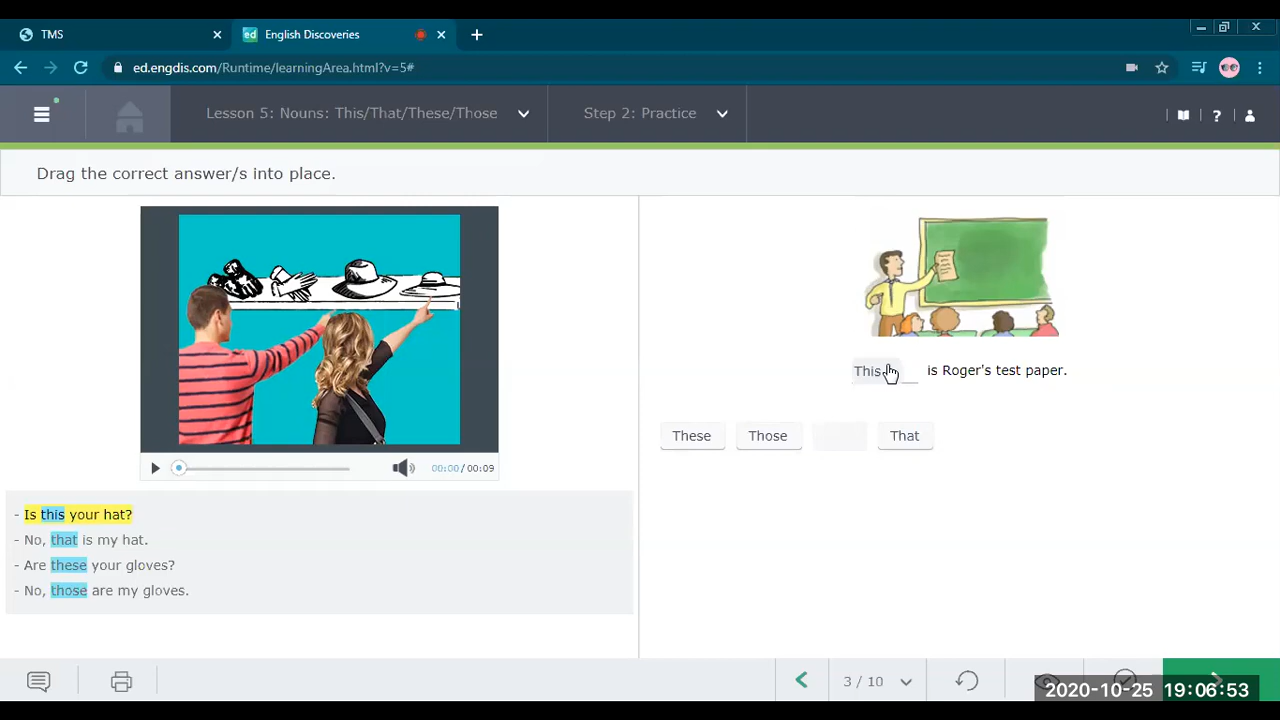 TMS
English Discoveries
ed.engdis.com/Runtime/learningArea.html?v=5#
Lesson 5: Nouns: This/That/These/Those
Step 2: Practice
?
Drag the correct answer/s into place.
This __ is Roger's test paper.
These Those That
00:00 / 00:09
- Is this your hat?
- No, that is my hat.
- Are these your gloves?
- No, those are my gloves.
3 / 10
2020-10-25 19:06:53